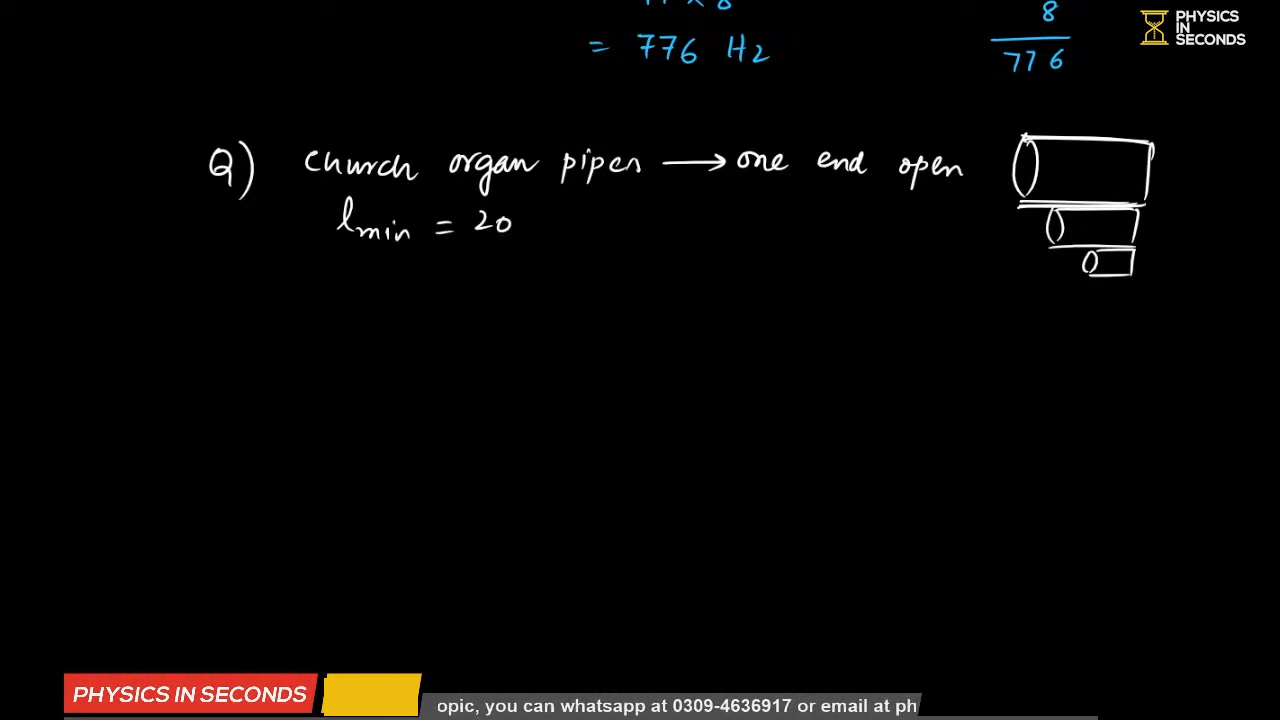 8
= 776 Hz
776
PHYSICS
IN
SECONDS
Q) Church organ pipes → one end open
lmin = 20
PHYSICS IN SECONDS
opic, you can whatsapp at 0309-4636917 or email at ph